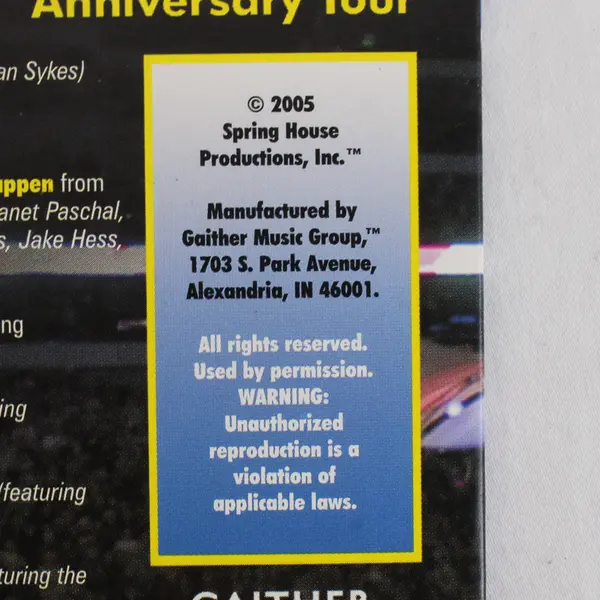 Anniversary Tour
an Sykes)
© 2005
Spring House
Productions, Inc.™
appen from
anet Paschal,
s, Jake Hess,
Manufactured by
Gaither Music Group,™
1703 S. Park Avenue,
Alexandria, IN 46001.
ng
All rights reserved.
Used by permission.
WARNING:
Unauthorized
reproduction is a
violation of
applicable laws.
ing
/featuring
turing the
GAITHER